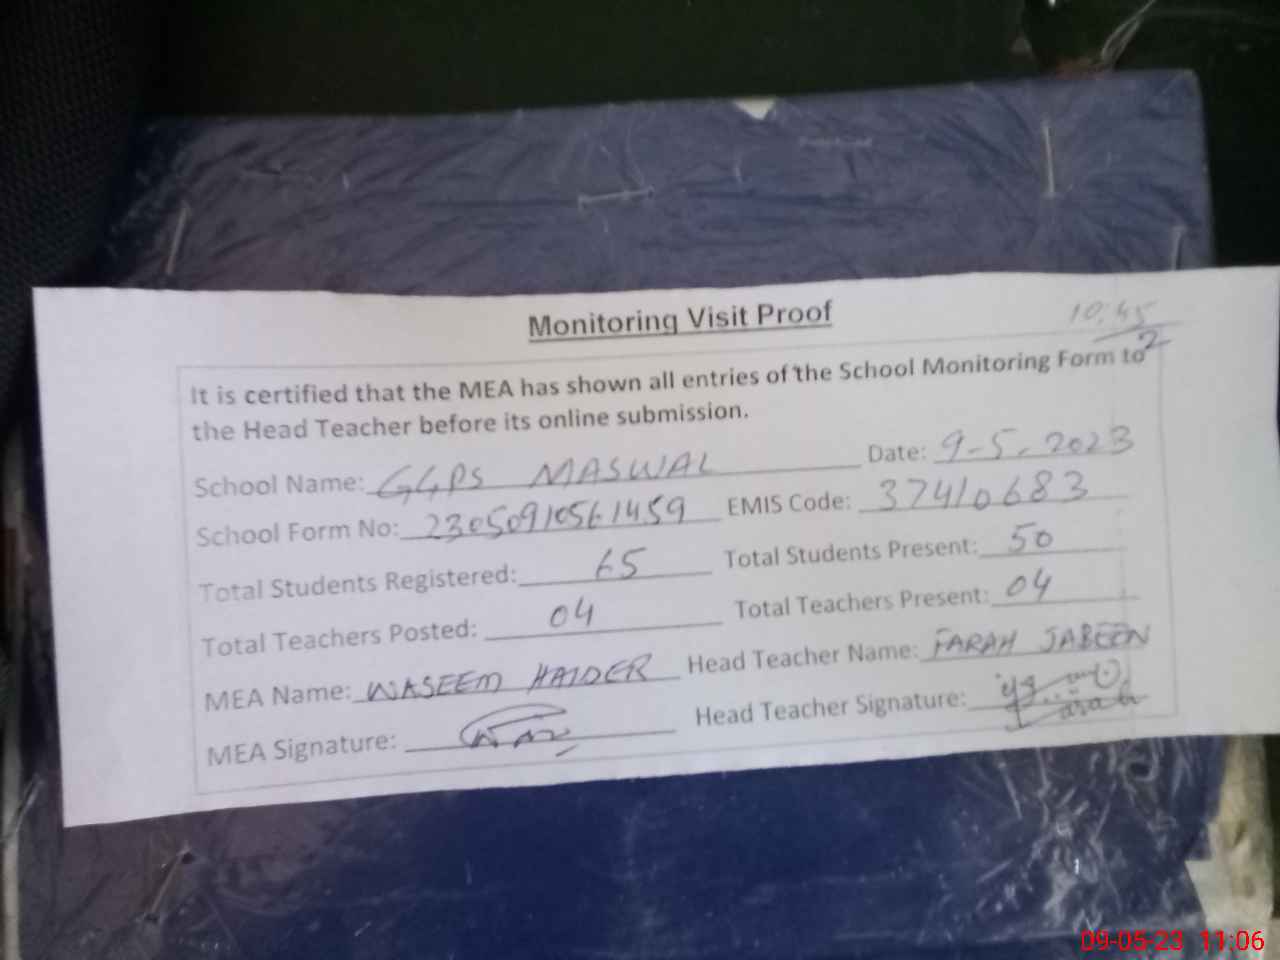 Monitoring Visit Proof
10:45
2
It is certified that the MEA has shown all entries of the School Monitoring Form to
the Head Teacher before its online submission.
School Name: GGPS MASWAL Date: 9-5-2023
School Form No: 2305091056 1459 EMIS Code: 37410683
Total Students Registered: 65 Total Students Present: 50
Total Teachers Posted: 04 Total Teachers Present: 04
MEA Name: WASEEM HAIDER Head Teacher Name: FARAH JABEEN
MEA Signature: Head Teacher Signature: Farah
09-05-23 11:06